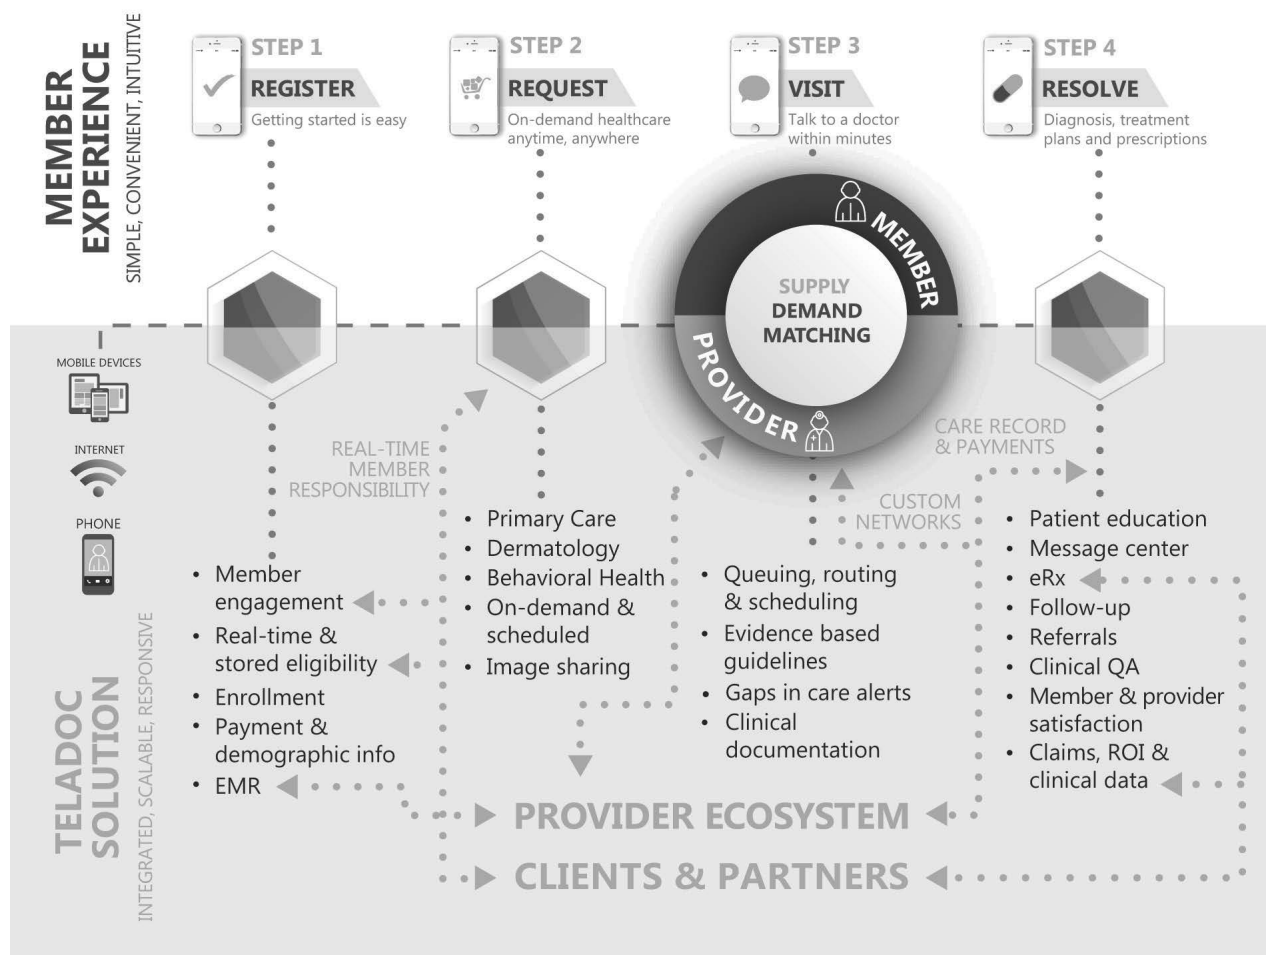 MEMBER
EXPERIENCE
SIMPLE, CONVENIENT, INTUITIVE
STEP 1
REGISTER
Getting started is easy
STEP 2
REQUEST
On-demand healthcare
anytime, anywhere
STEP 3
VISIT
Talk to a doctor
within minutes
STEP 4
RESOLVE
Diagnosis, treatment
plans and prescriptions
MEMBER
SUPPLY
DEMAND
MATCHING
PROVIDER
MOBILE DEVICES
INTERNET
PHONE
TELADOC
SOLUTION
INTEGRATED, SCALABLE, RESPONSIVE
REAL-TIME
MEMBER
RESPONSIBILITY
CARE RECORD
& PAYMENTS
CUSTOM
NETWORKS
• Member
engagement
• Real-time &
stored eligibility
• Enrollment
• Payment &
demographic info
• EMR
• Primary Care
• Dermatology
• Behavioral Health
• On-demand &
scheduled
• Image sharing
• Queuing, routing
& scheduling
• Evidence based
guidelines
• Gaps in care alerts
• Clinical
documentation
• Patient education
• Message center
• eRx
• Follow-up
• Referrals
• Clinical QA
• Member & provider
satisfaction
• Claims, ROI &
clinical data
PROVIDER ECOSYSTEM
CLIENTS & PARTNERS